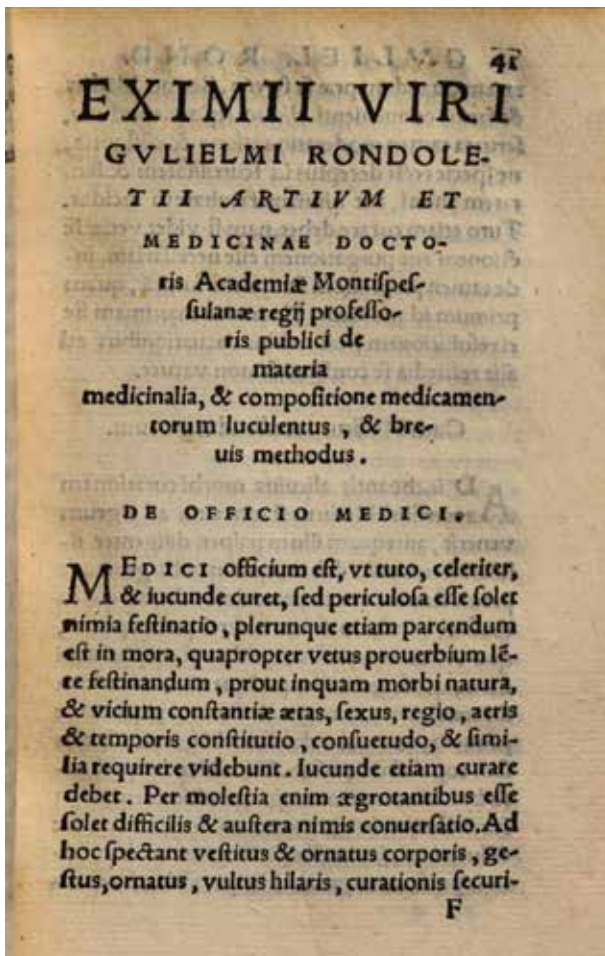 41
EXIMII VIRI
GVLIELMI RONDOLE-
TII ARTIVM ET
MEDICINAE DOCTO-
ris Academiæ Montiſpeſ-
ſulanæ regij profeſſo-
ris publici de
materia
medicinalia, & compoſitione medicamen-
torum luculentus, & bre-
uis methodus.
DE OFFICIO MEDICI.
MEDICI officium eſt, vt tuto, celeriter,
& iucunde curet, ſed periculoſa eſſe ſolet
nimia feſtinatio, plerunque etiam parcendum
eſt in mora, quapropter vetus prouerbium lē-
te feſtinandum, prout inquam morbi natura,
& vicium conſtantiæ ætas, ſexus, regio, aeris
& temporis conſtitutio, conſuetudo, & ſimi-
lia requirere videbunt. Iucunde etiam curare
debet. Per moleſtia enim ægrotantibus eſſe
ſolet difficilis & auſtera nimis conuerſatio. Ad
hoc ſpectant veſtitus & ornatus corporis, ge-
ſtus, ornatus, vultus hilaris, curationis ſecuri-
F